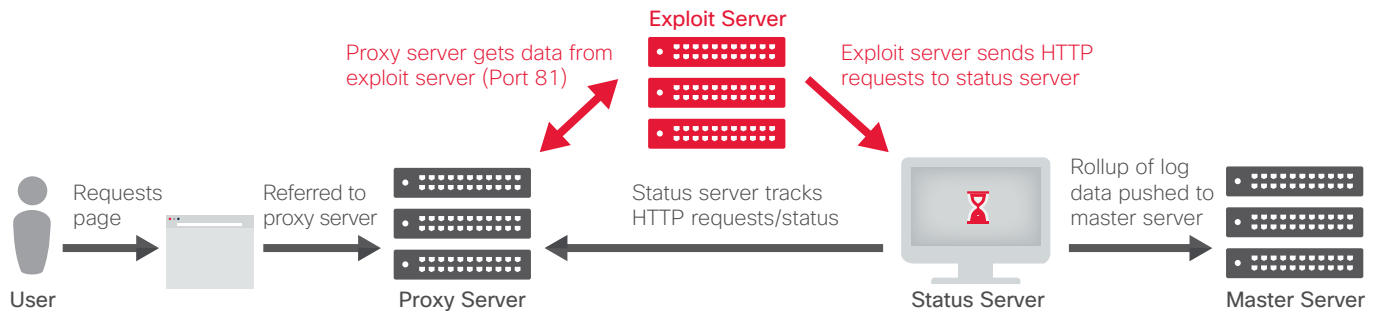 Exploit Server
Proxy server gets data from
exploit server (Port 81)
Exploit server sends HTTP
requests to status server
Requests
page
Referred to
proxy server
Status server tracks
HTTP requests/status
Rollup of log
data pushed to
master server
User
Proxy Server
Status Server
Master Server